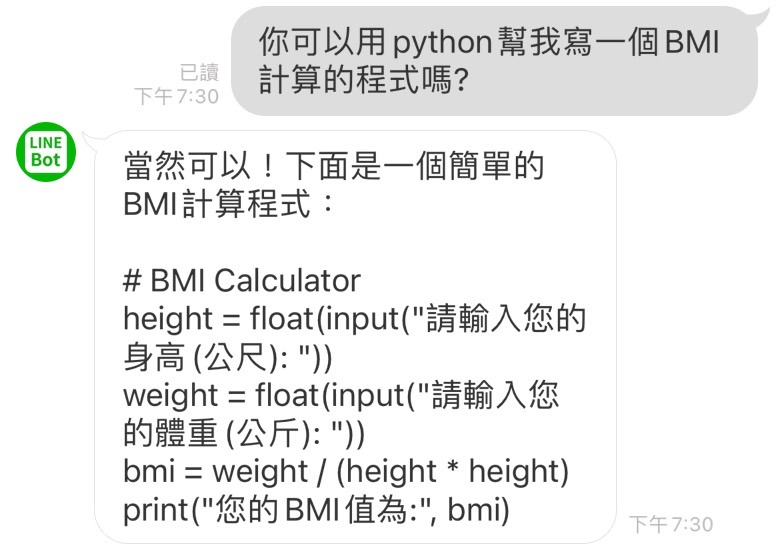 你可以用python幫我寫一個BMI
計算的程式嗎?
已讀
下午7:30
LINE
Bot
當然可以！下面是一個簡單的
BMI計算程式：
# BMI Calculator
height = float(input("請輸入您的
身高(公尺): "))
weight = float(input("請輸入您
的體重(公斤): "))
bmi = weight / (height * height)
print("您的BMI值為:", bmi)
下午7:30